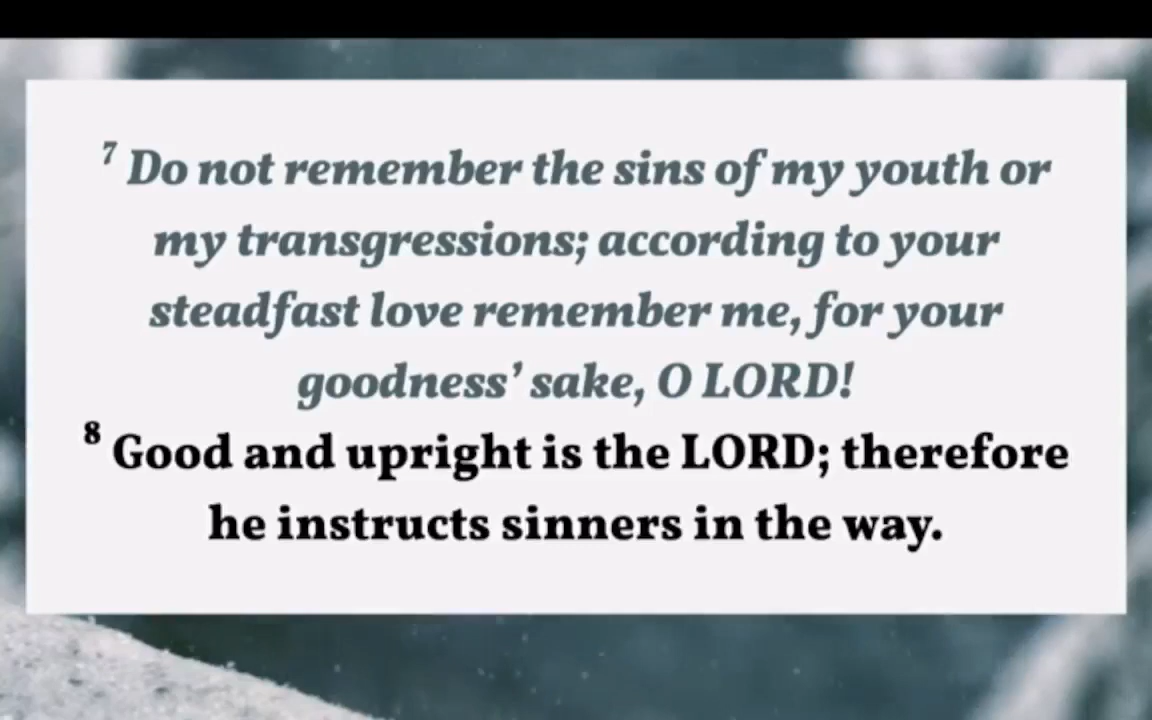 7 Do not remember the sins of my youth or
my transgressions; according to your
steadfast love remember me, for your
goodness’ sake, O LORD!
8 Good and upright is the LORD; therefore
he instructs sinners in the way.